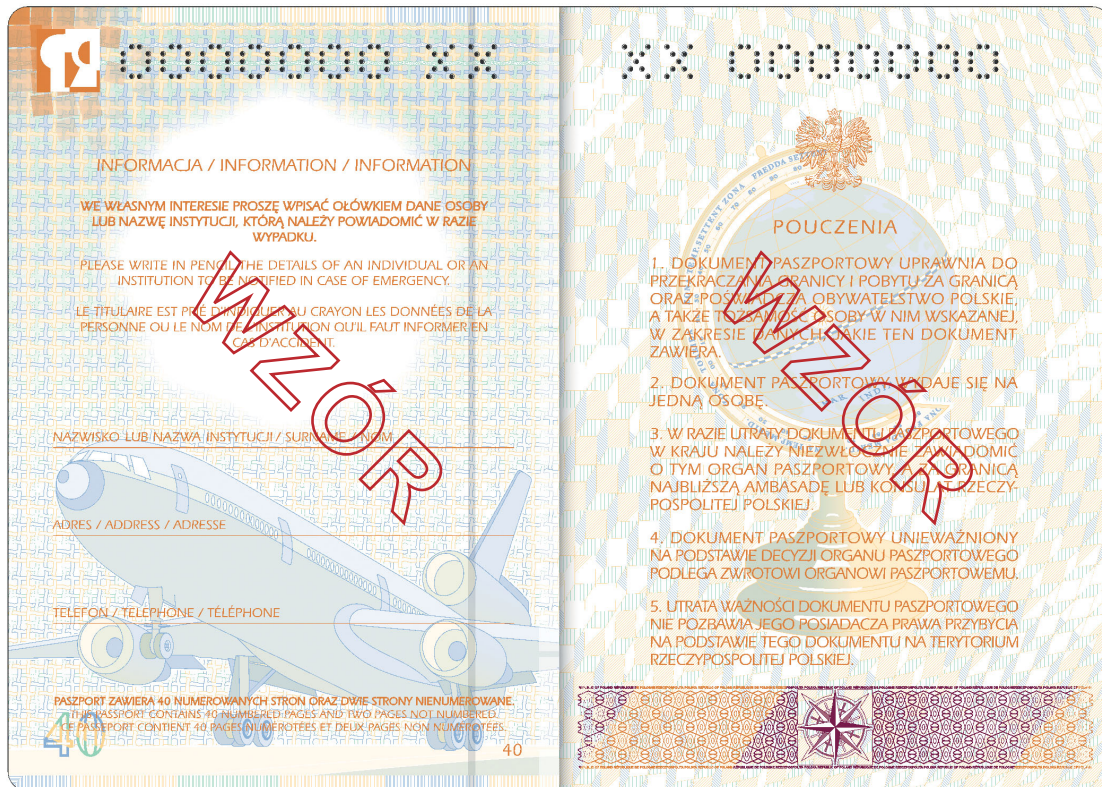 0000000 XX
INFORMACJA / INFORMATION / INFORMATION
WE WŁASNYM INTERESIE PROSZĘ WPISAĆ OŁÓWKIEM DANE OSOBY
LUB NAZWĘ INSTYTUCJI, KTÓRĄ NALEŻY POWIADOMIĆ W RAZIE
WYPADKU.
PLEASE WRITE IN PENCIL THE DETAILS OF AN INDIVIDUAL OR AN
INSTITUTION TO BE NOTIFIED IN CASE OF EMERGENCY.
LE TITULAIRE EST PRIÉ D'INDIQUER AU CRAYON LES DONNÉES DE LA
PERSONNE OU LE NOM DE L'INSTITUTION QU'IL FAUT INFORMER EN
CAS D'ACCIDENT.
WZÓR
NAZWISKO LUB NAZWA INSTYTUCJI / SURNAME / NOM
ADRES / ADDRESS / ADRESSE
TELEFON / TELEPHONE / TÉLÉPHONE
PASZPORT ZAWIERA 40 NUMEROWANYCH STRON ORAZ DWIE STRONY NIENUMEROWANE.
THIS PASSPORT CONTAINS 40 NUMBERED PAGES AND TWO PAGES NOT NUMBERED.
LE PASSEPORT CONTIENT 40 PAGES NUMÉROTÉES ET DEUX PAGES NON NUMÉROTÉES.
40
40
XX 0000000
POUCZENIA
1. DOKUMENT PASZPORTOWY UPRAWNIA DO
PRZEKRACZANIA GRANICY I POBYTU ZA GRANICĄ
ORAZ POŚWIADCZA OBYWATELSTWO POLSKIE,
A TAKŻE TOŻSAMOŚĆ OSOBY W NIM WSKAZANEJ,
W ZAKRESIE DANYCH, JAKIE TEN DOKUMENT
ZAWIERA.
2. DOKUMENT PASZPORTOWY WYDAJE SIĘ NA
JEDNĄ OSOBĘ.
3. W RAZIE UTRATY DOKUMENTU PASZPORTOWEGO
W KRAJU NALEŻY NIEZWŁOCZNIE ZAWIADOMIĆ
O TYM ORGAN PASZPORTOWY, A ZA GRANICĄ
NAJBLIŻSZĄ AMBASADĘ LUB KONSULAT RZECZY-
POSPOLITEJ POLSKIEJ.
4. DOKUMENT PASZPORTOWY UNIEWAŻNIONY
NA PODSTAWIE DECYZJI ORGANU PASZPORTOWEGO
PODLEGA ZWROTOWI ORGANOWI PASZPORTOWEMU.
5. UTRATA WAŻNOŚCI DOKUMENTU PASZPORTOWEGO
NIE POZBAWIA JEGO POSIADACZA PRAWA PRZYBYCIA
NA PODSTAWIE TEGO DOKUMENTU NA TERYTORIUM
RZECZYPOSPOLITEJ POLSKIEJ.
WZÓR